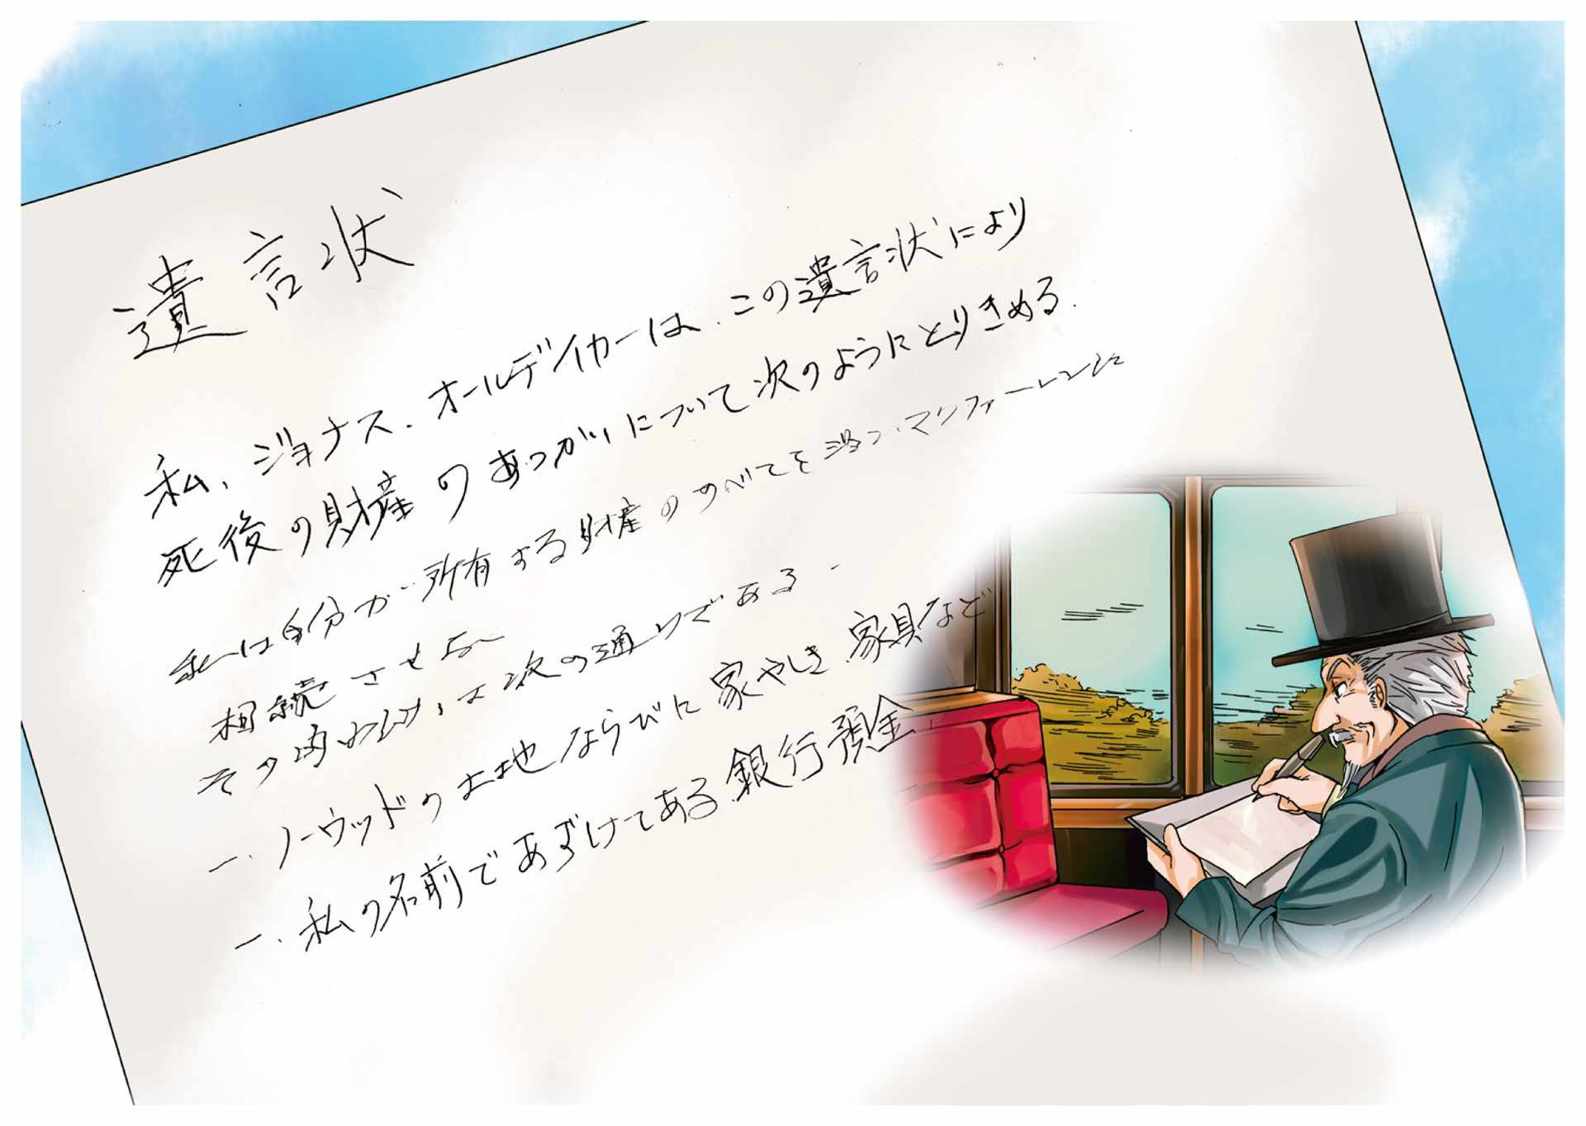 遺言状
私、ジョナス・オールデイカーは、この遺言状により
死後の財産のあつかいについて次のようにとりきめる.
私は自分が所有する財産のすべてをジョン・マクファーレンに
相続させる
その内わけは次の通りである.
一.ノーウッドの土地ならびに家やしき、家具など
一.私の名前であずけてある銀行預金、